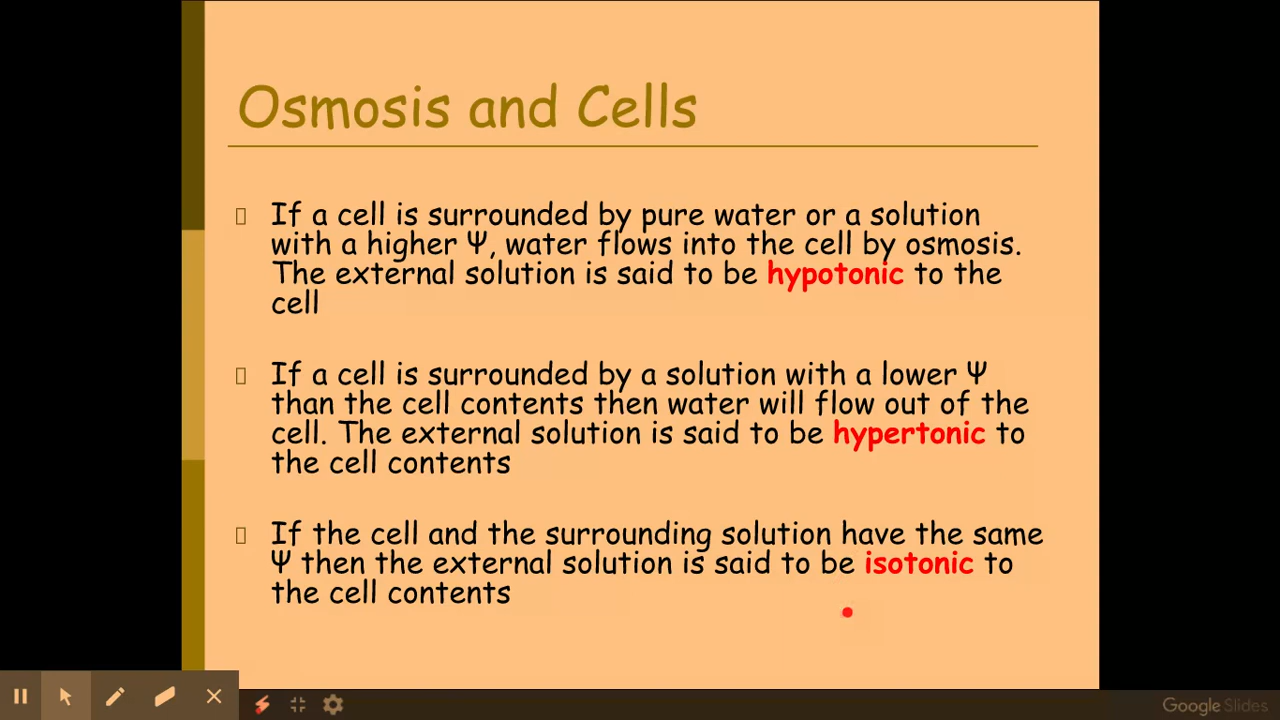 Osmosis and Cells
If a cell is surrounded by pure water or a solution
with a higher Ψ, water flows into the cell by osmosis.
The external solution is said to be hypotonic to the
cell
If a cell is surrounded by a solution with a lower Ψ
than the cell contents then water will flow out of the
cell. The external solution is said to be hypertonic to
the cell contents
If the cell and the surrounding solution have the same
Ψ then the external solution is said to be isotonic to
the cell contents
Google Slides